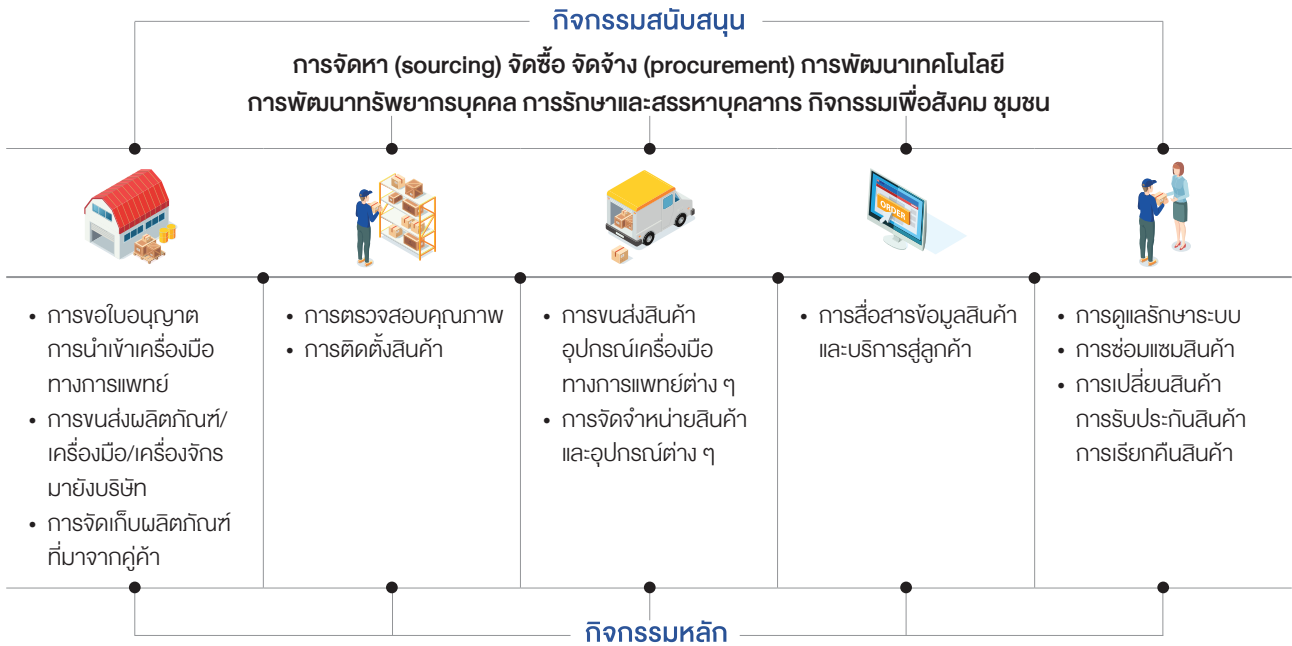 กิจกรรมสนับสนุน
การจัดหา (sourcing) จัดซื้อ จัดจ้าง (procurement) การพัฒนาเทคโนโลยี
การพัฒนาทรัพยากรบุคคล การรักษาและสรรหาบุคลากร กิจกรรมเพื่อสังคม ชุมชน
ORDER
• การขอใบอนุญาต
การนำเข้าเครื่องมือ
ทางการแพทย์
• การขนส่งผลิตภัณฑ์/
เครื่องมือ/เครื่องจักร
มายังบริษัท
• การจัดเก็บผลิตภัณฑ์
ที่มาจากคู่ค้า
• การตรวจสอบคุณภาพ
• การติดตั้งสินค้า
• การขนส่งสินค้า
อุปกรณ์เครื่องมือ
ทางการแพทย์ต่าง ๆ
• การจัดจำหน่ายสินค้า
และอุปกรณ์ต่าง ๆ
• การสื่อสารข้อมูลสินค้า
และบริการสู่ลูกค้า
• การดูแลรักษาระบบ
• การซ่อมแซมสินค้า
• การเปลี่ยนสินค้า
การรับประกันสินค้า
การเรียกคืนสินค้า
กิจกรรมหลัก